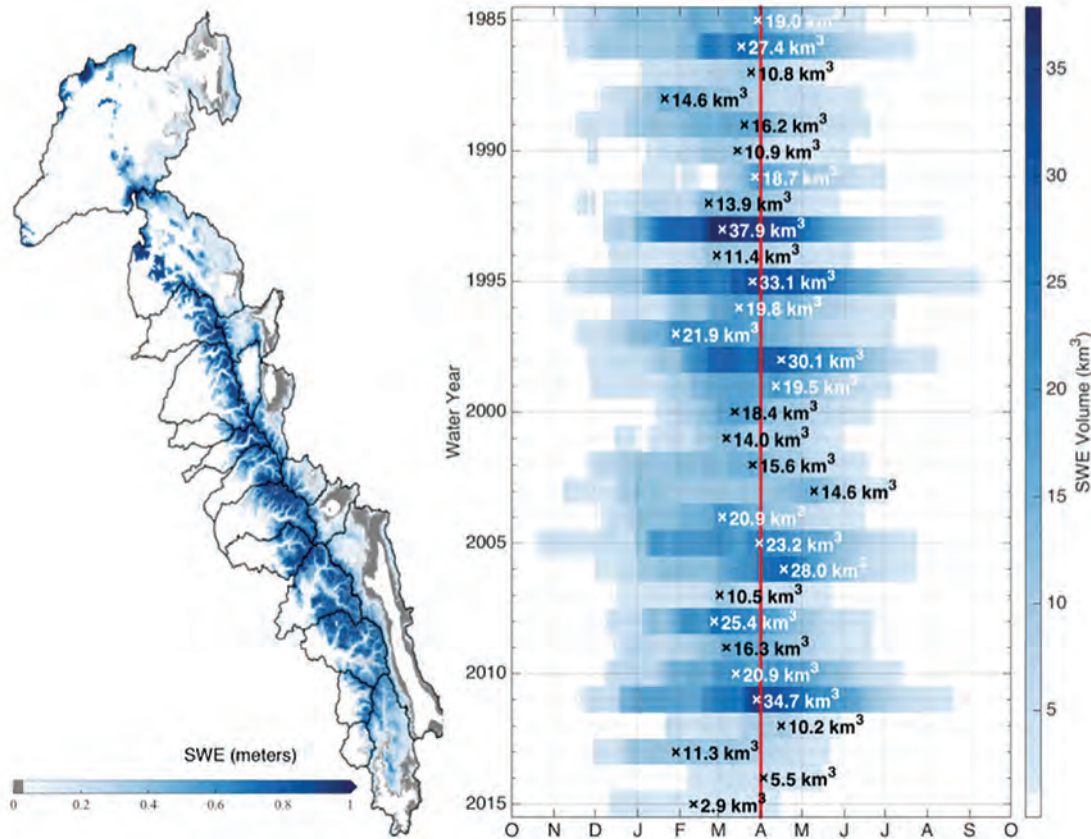 SWE (meters)
0 0.2 0.4 0.6 0.8 1
Water Year
1985
1990
1995
2000
2005
2010
2015
19.0 km³
27.4 km³
10.8 km³
14.6 km³
16.2 km³
10.9 km³
18.7 km³
13.9 km³
37.9 km³
11.4 km³
33.1 km³
19.8 km³
21.9 km³
30.1 km³
19.5 km³
18.4 km³
14.0 km³
15.6 km³
14.6 km³
20.9 km³
23.2 km³
28.0 km³
10.5 km³
25.4 km³
16.3 km³
20.9 km³
34.7 km³
10.2 km³
11.3 km³
5.5 km³
2.9 km³
O N D J F M A M J J A S O
35
30
25
20
15
10
5
SWE Volume (km³)